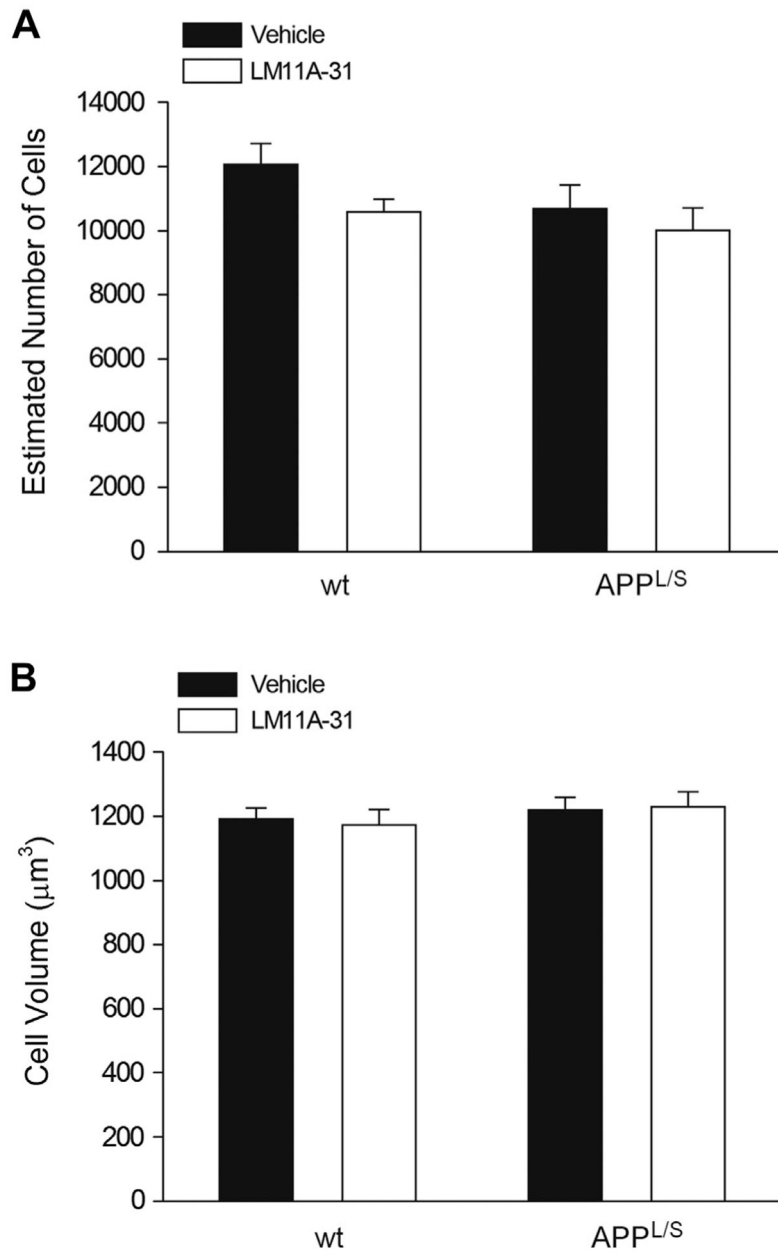 A
Vehicle
LM11A-31
Estimated Number of Cells
14000
12000
10000
8000
6000
4000
2000
0
wt
APP^L/S
B
Vehicle
LM11A-31
Cell Volume (μm³)
1400
1200
1000
800
600
400
200
0
wt
APP^L/S